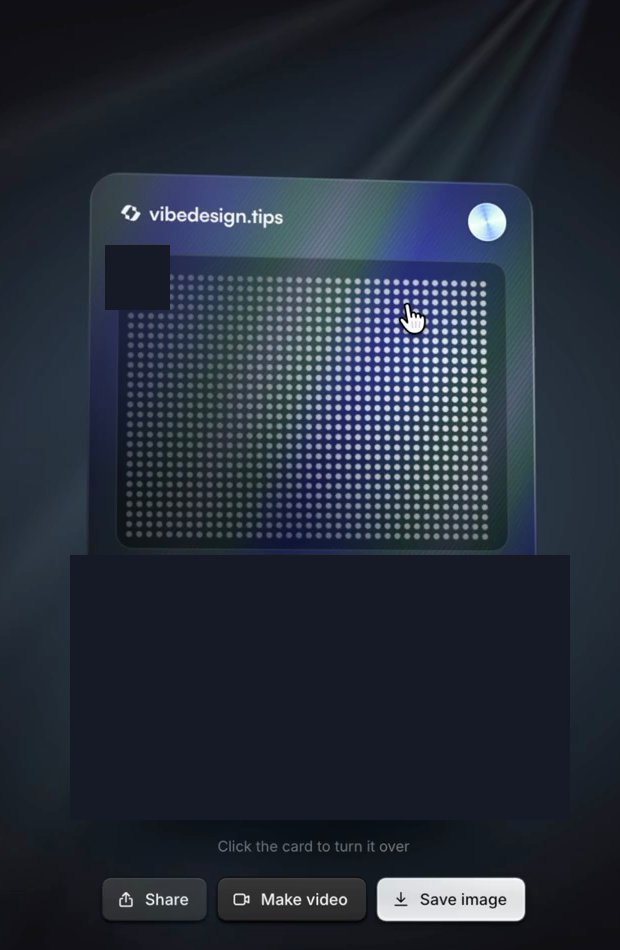 vibedesign.tips
Click the card to turn it over
Share
Make video
Save image